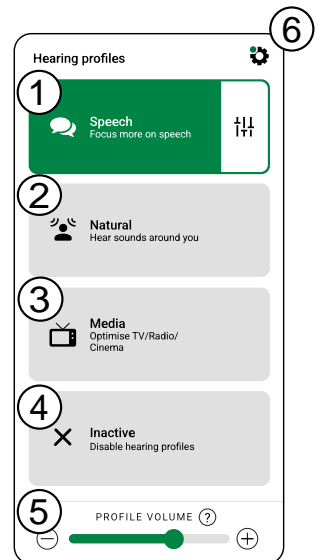 6
Hearing profiles
1
Speech
Focus more on speech
2
Natural
Hear sounds around you
3
Media
Optimise TV/Radio/
Cinema
4
Inactive
Disable hearing profiles
5
PROFILE VOLUME ?